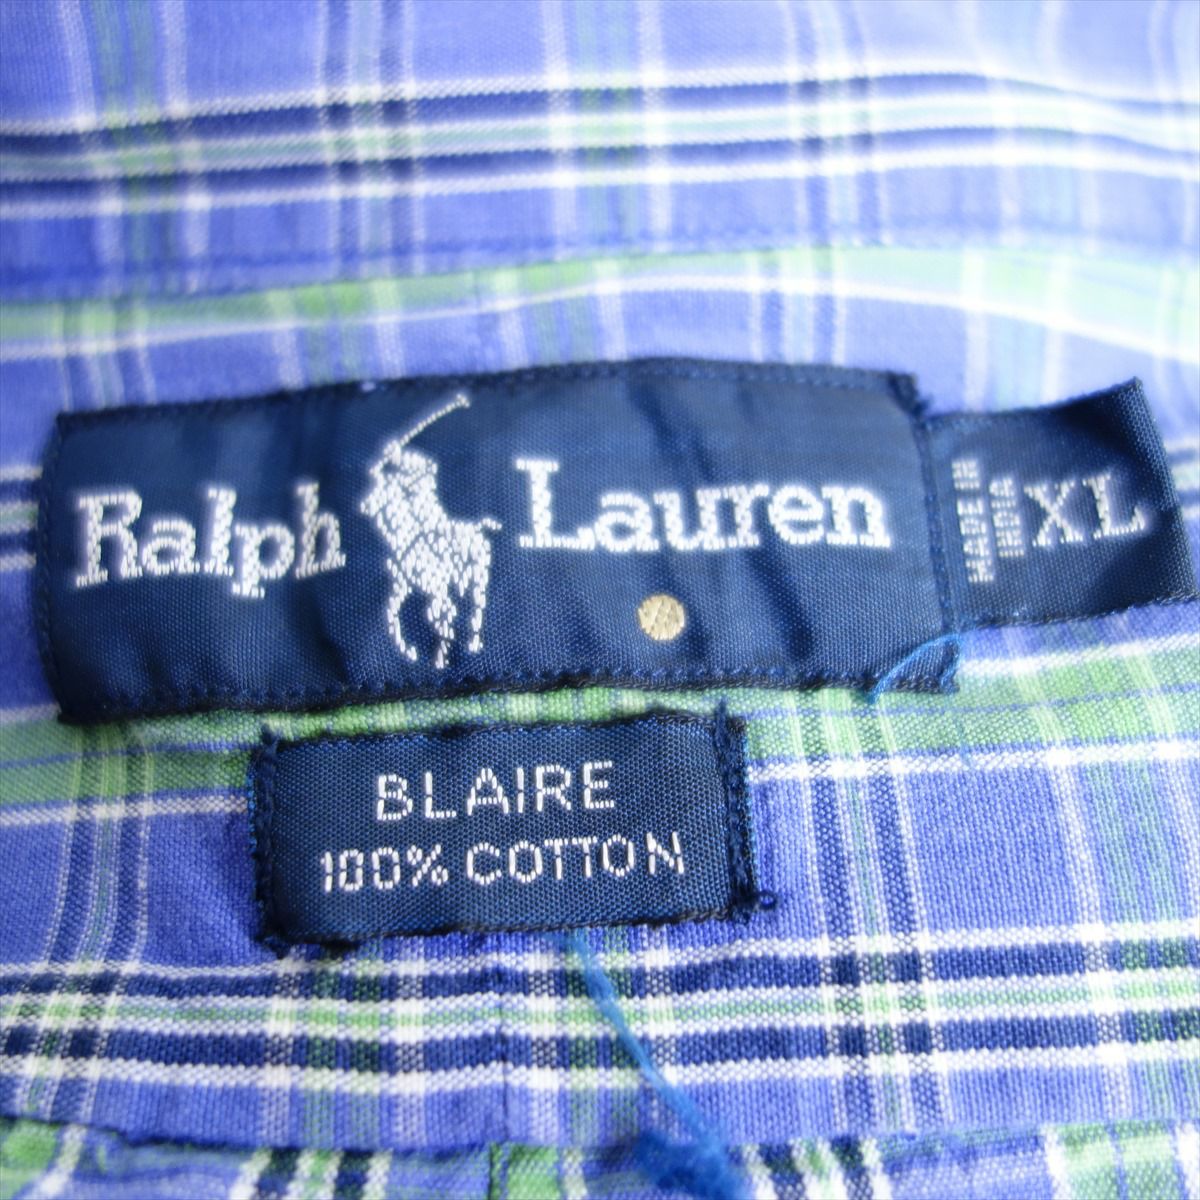 Ralph Lauren
MADE IN
INDIA
XL
BLAIRE
100% COTTON